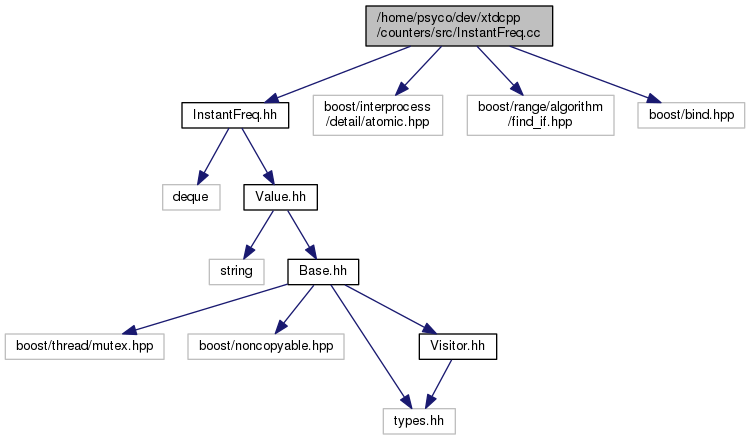 /home/psyco/dev/xtdcpp
/counters/src/InstantFreq.cc
InstantFreq.hh
boost/interprocess
/detail/atomic.hpp
boost/range/algorithm
/find_if.hpp
boost/bind.hpp
deque
Value.hh
string
Base.hh
boost/thread/mutex.hpp
boost/noncopyable.hpp
Visitor.hh
types.hh